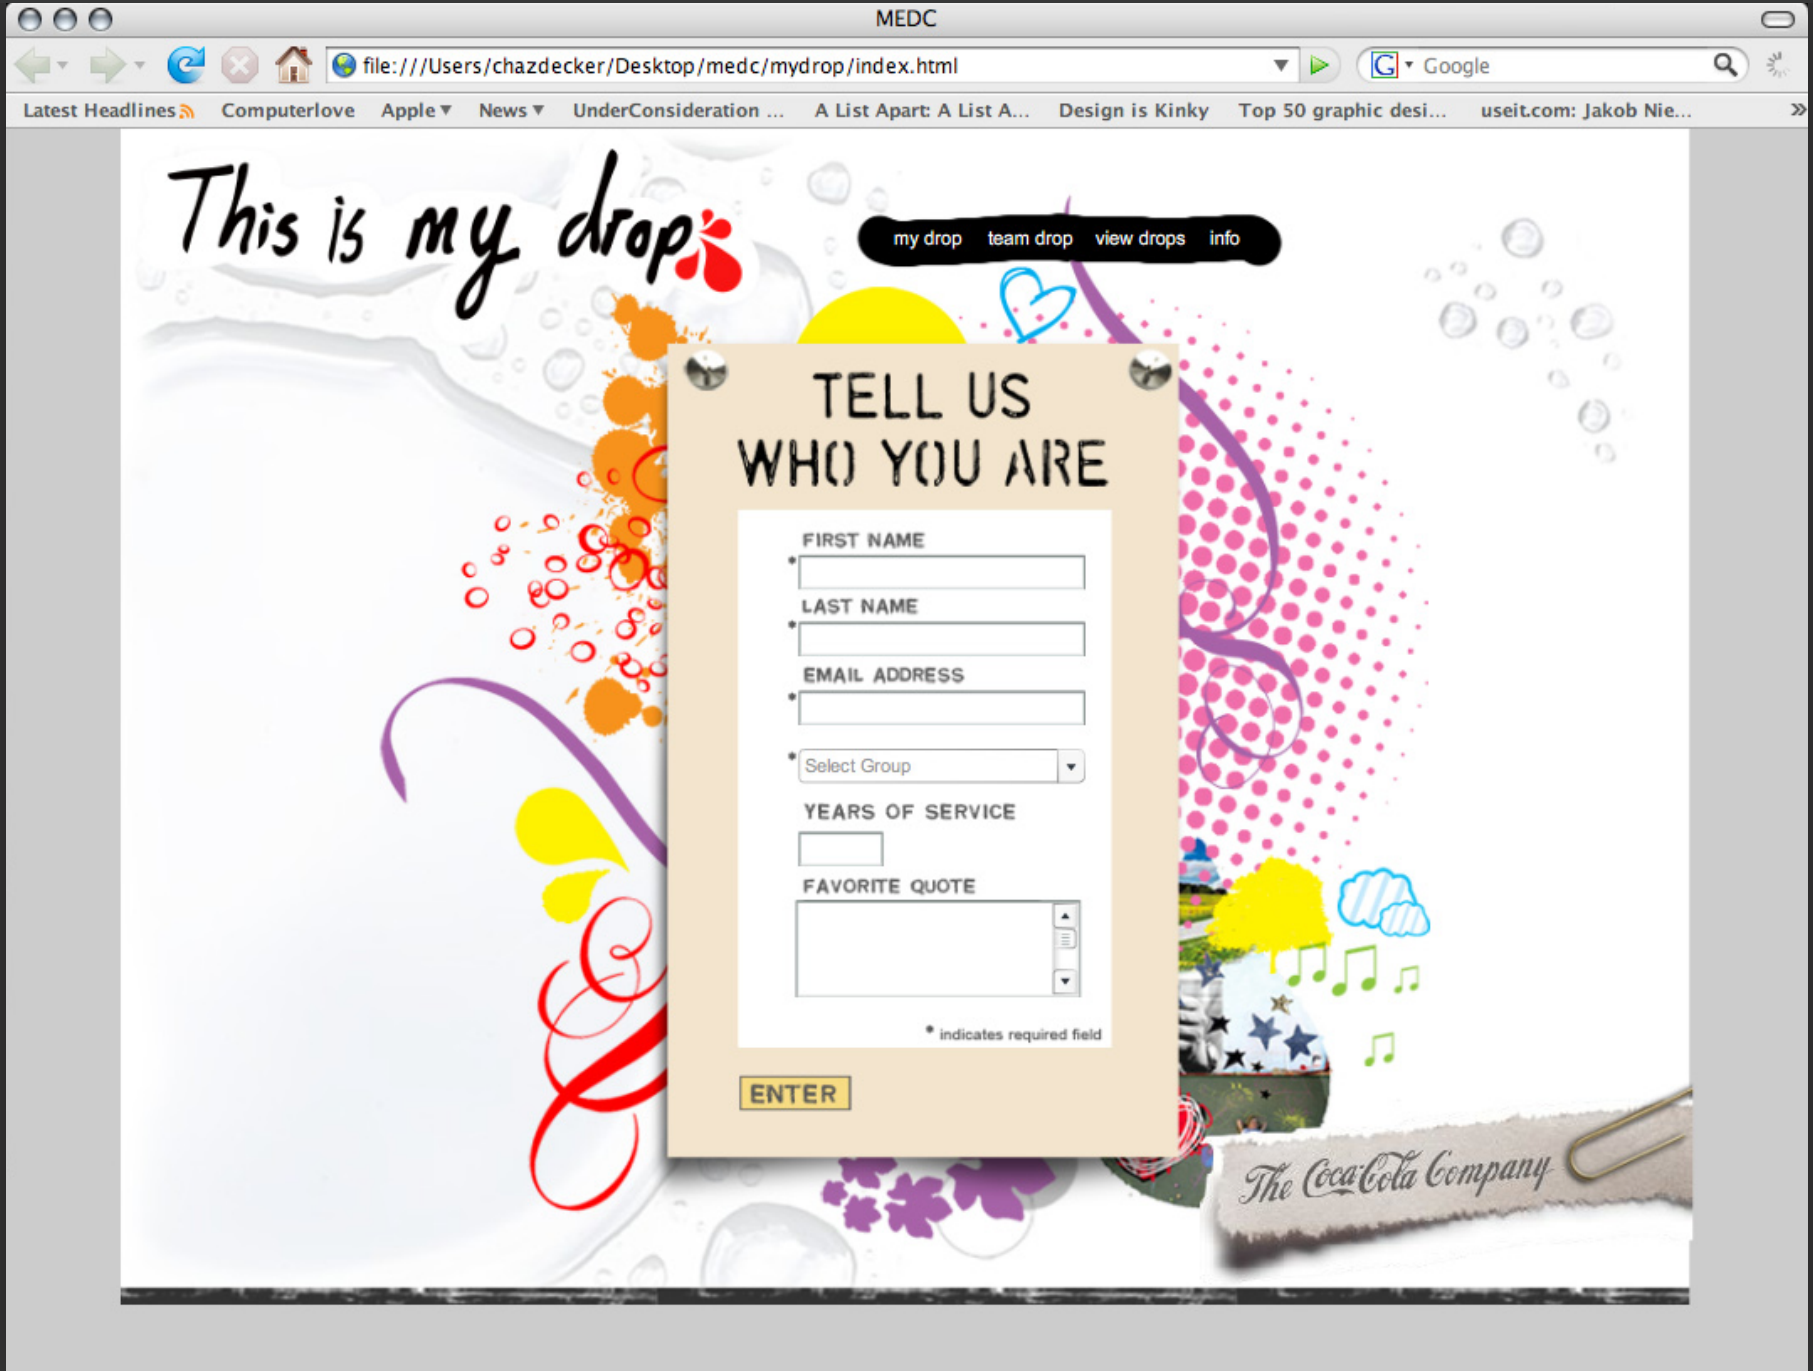 MEDC
file:///Users/chazdecker/Desktop/medc/mydrop/index.html
Google
Latest Headlines Computerlove Apple News UnderConsideration ... A List Apart: A List A... Design is Kinky Top 50 graphic desi... useit.com: Jakob Nie... »
This is my drop
my drop team drop view drops info
TELL US
WHO YOU ARE
FIRST NAME
*
LAST NAME
*
EMAIL ADDRESS
*
* Select Group
YEARS OF SERVICE
FAVORITE QUOTE
* indicates required field
ENTER
The Coca-Cola Company